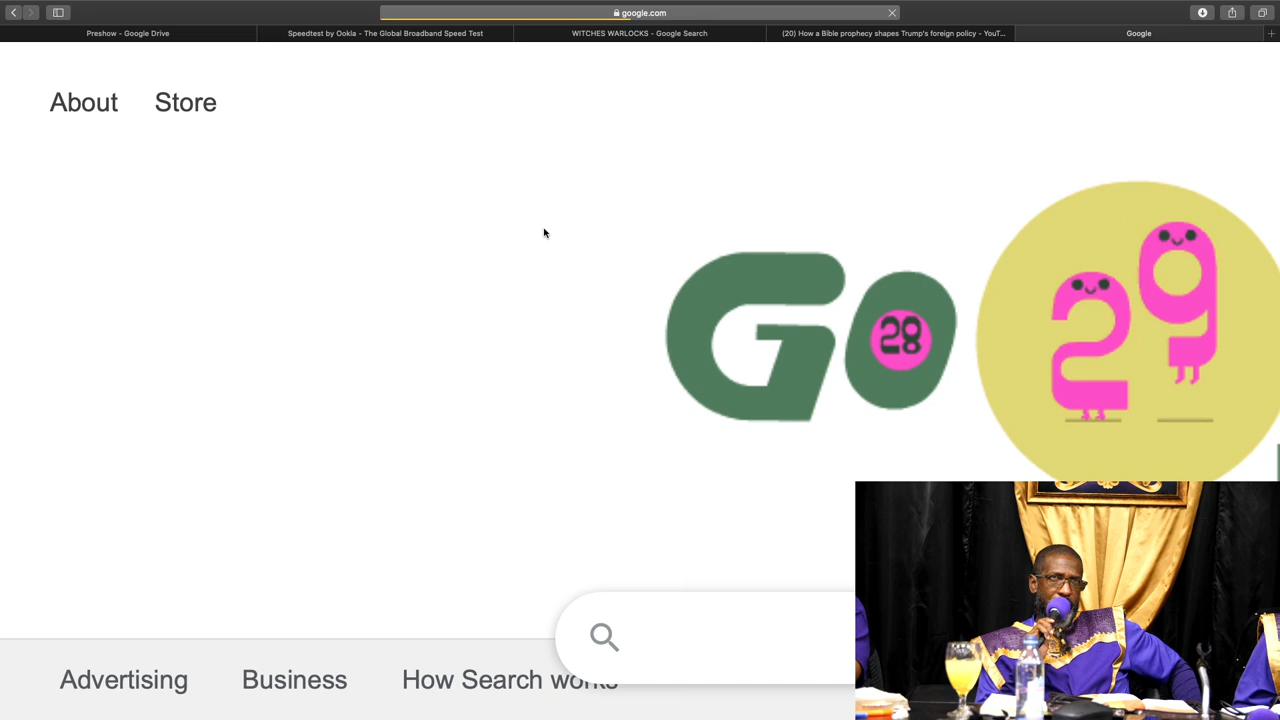 google.com
Preshow - Google Drive
Speedtest by Ookla - The Global Broadband Speed Test
WITCHES WARLOCKS - Google Search
(20) How a Bible prophecy shapes Trump's foreign policy - YouT...
Google
About Store
Go
28
29
Advertising Business How Search works